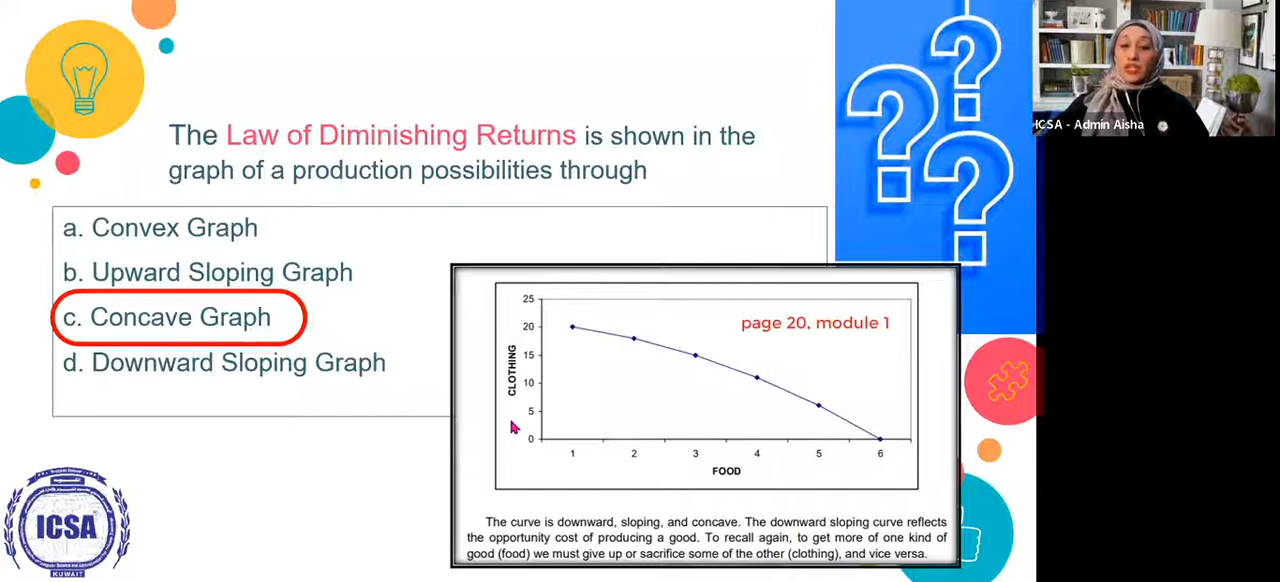 The Law of Diminishing Returns is shown in the
graph of a production possibilities through
a. Convex Graph
b. Upward Sloping Graph
c. Concave Graph
d. Downward Sloping Graph
page 20, module 1
CLOTHING
25
20
15
10
5
0
1 2 3 4 5 6
FOOD
The curve is downward, sloping, and concave. The downward sloping curve reflects
the opportunity cost of producing a good. To recall again, to get more of one kind of
good (food) we must give up or sacrifice some of the other (clothing), and vice versa.
ICSA - Admin Aisha
ICSA
KUWAIT